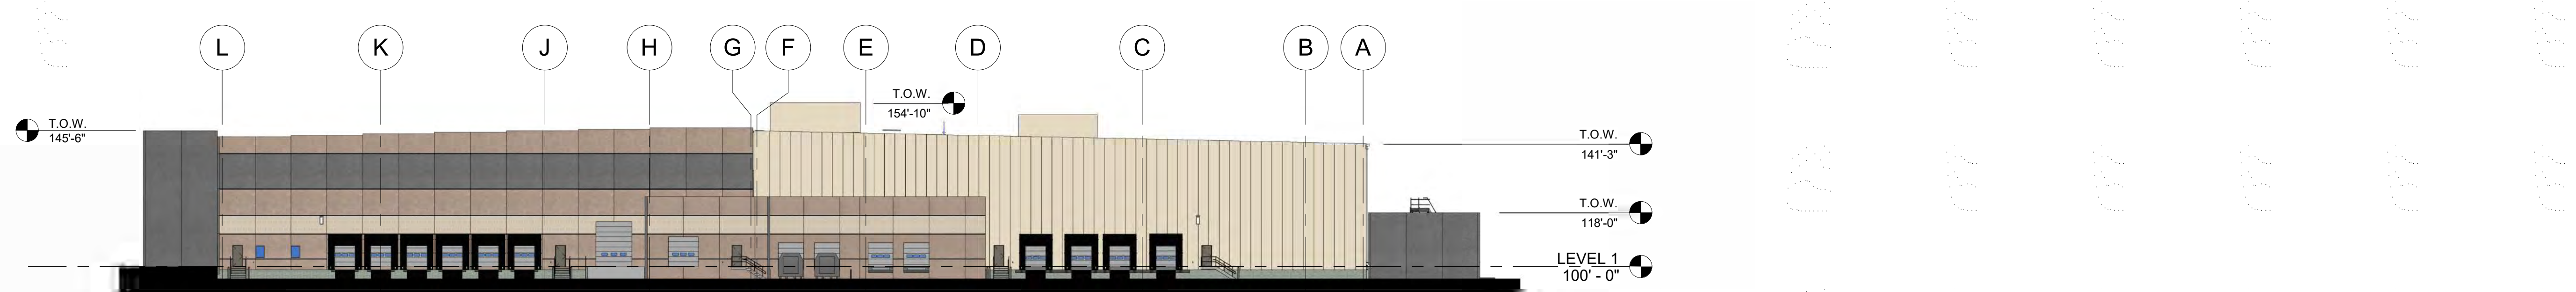 L K J H G F E D C B A
T.O.W.
154'-10"
T.O.W.
145'-6"
T.O.W.
141'-3"
T.O.W.
118'-0"
LEVEL 1
100' - 0"